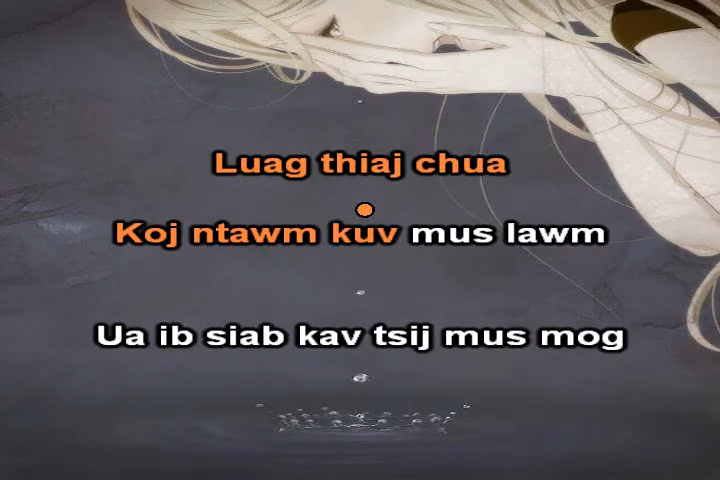 Luag thiaj chua
Koj ntawm kuv mus lawm
Ua ib siab kav tsij mus mog